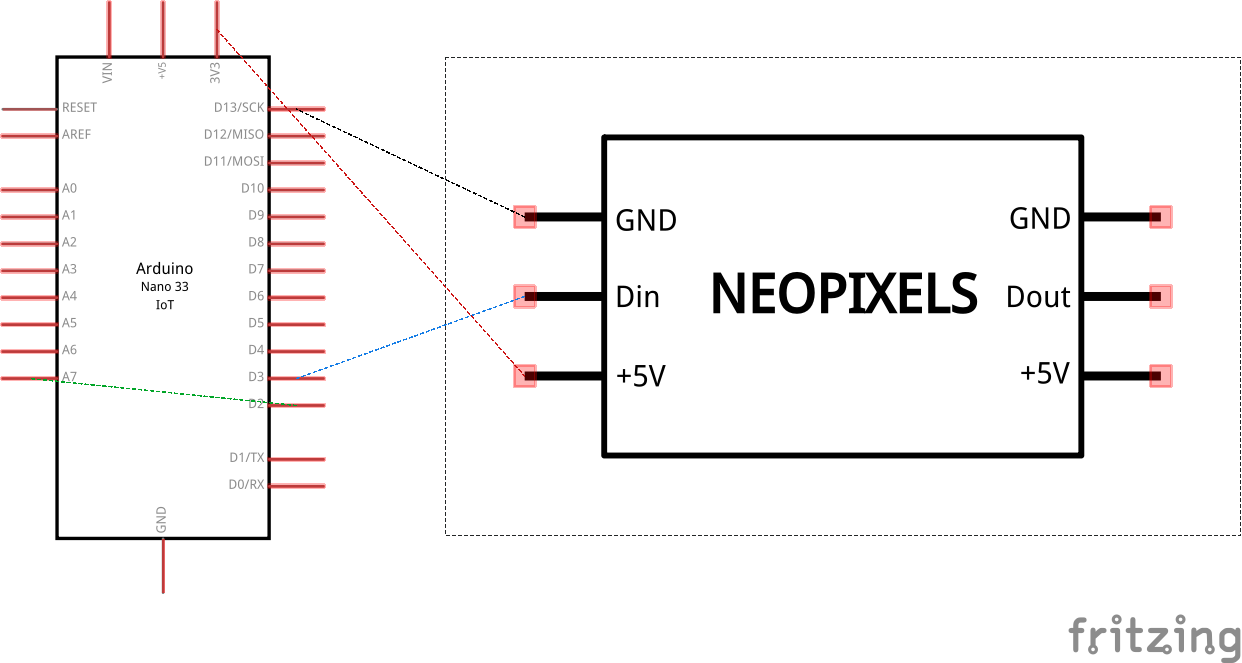 VIN
+V5
3V3
RESET
AREF
A0
A1
A2
A3
A4
A5
A6
A7
Arduino
Nano 33
IoT
D13/SCK
D12/MISO
D11/MOSI
D10
D9
D8
D7
D6
D5
D4
D3
D2
D1/TX
D0/RX
GND
GND
Din
+5V
NEOPIXELS
GND
Dout
+5V
fritzing